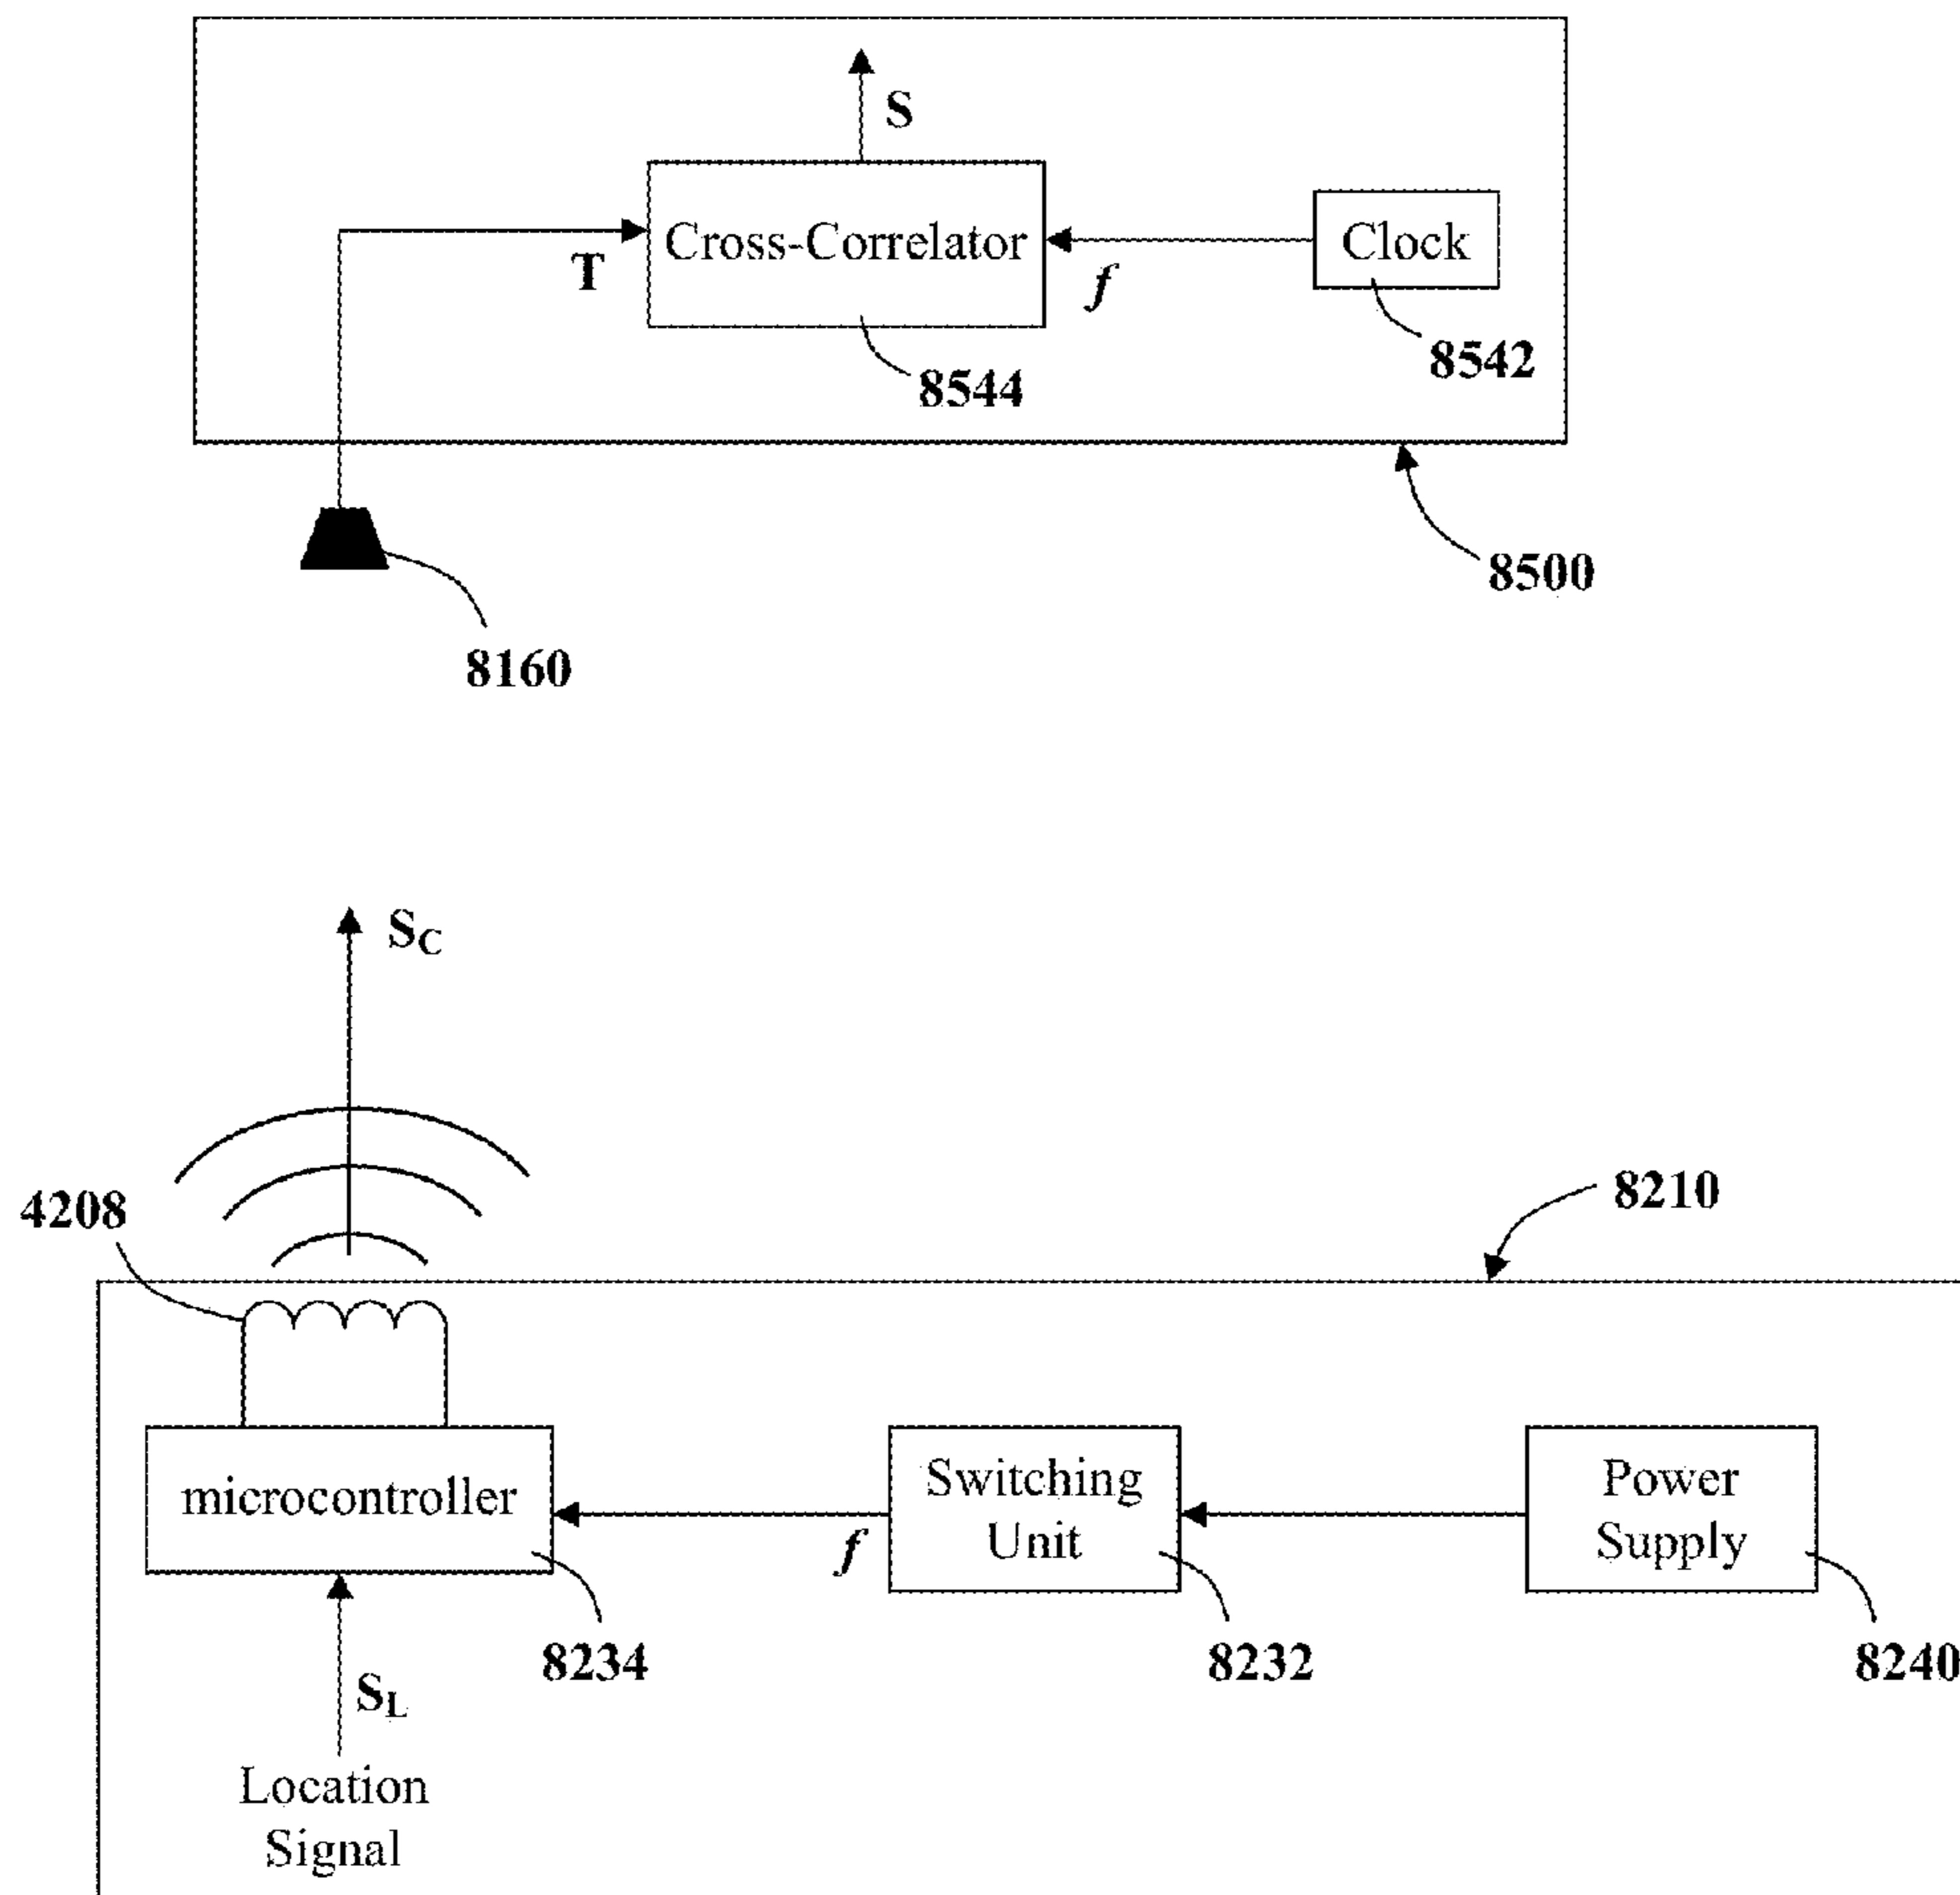 S
Cross-Correlator
Clock
T
f
8542
8544
8500
8160
SC
4208
8210
microcontroller
Switching
Unit
Power
Supply
f
8234
8232
8240
SL
Location
Signal